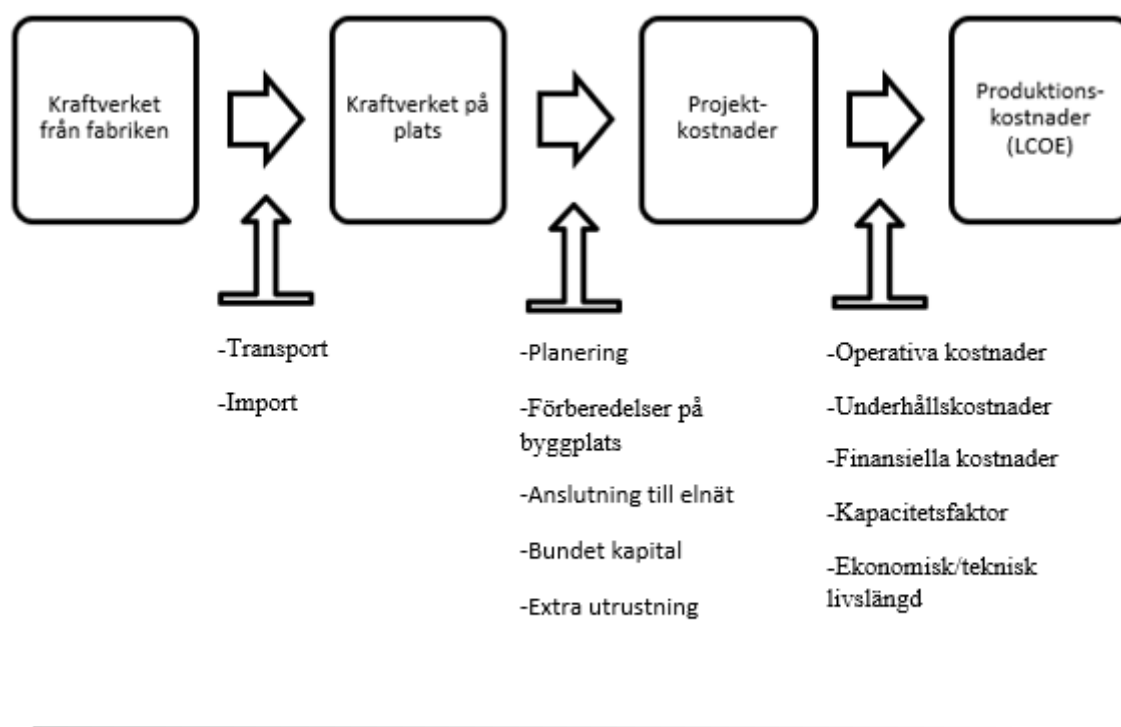 Kraftverket
från fabriken
Kraftverket på
plats
Projekt-
kostnader
Produktions-
kostnader
(LCOE)
-Transport
-Import
-Planering
-Förberedelser på
byggplats
-Anslutning till elnät
-Bundet kapital
-Extra utrustning
-Operativa kostnader
-Underhållskostnader
-Finansiella kostnader
-Kapacitetsfaktor
-Ekonomisk/teknisk
livslängd